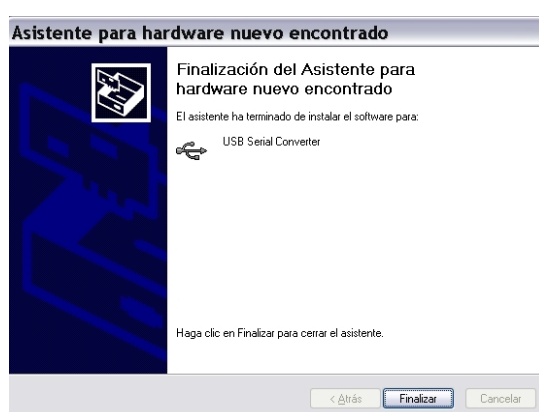 Asistente para hardware nuevo encontrado
Finalización del Asistente para
hardware nuevo encontrado
El asistente ha terminado de instalar el software para:
USB Serial Converter
Haga clic en Finalizar para cerrar el asistente.
< Atrás
Finalizar
Cancelar